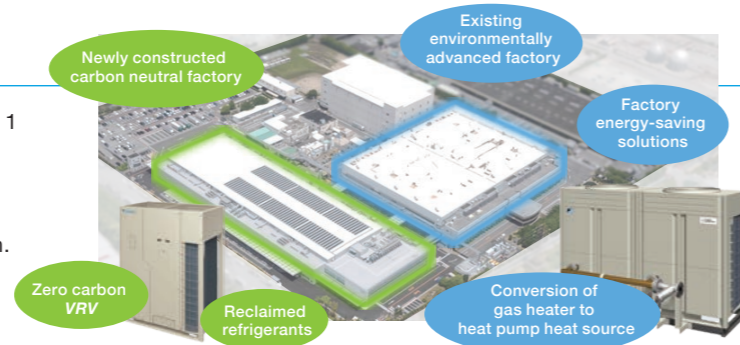 Existing
environmentally
advanced factory
Newly constructed
carbon neutral factory
Factory
energy-saving
solutions
1
n.
Zero carbon
VRV
Reclaimed
refrigerants
Conversion of
gas heater to
heat pump heat source